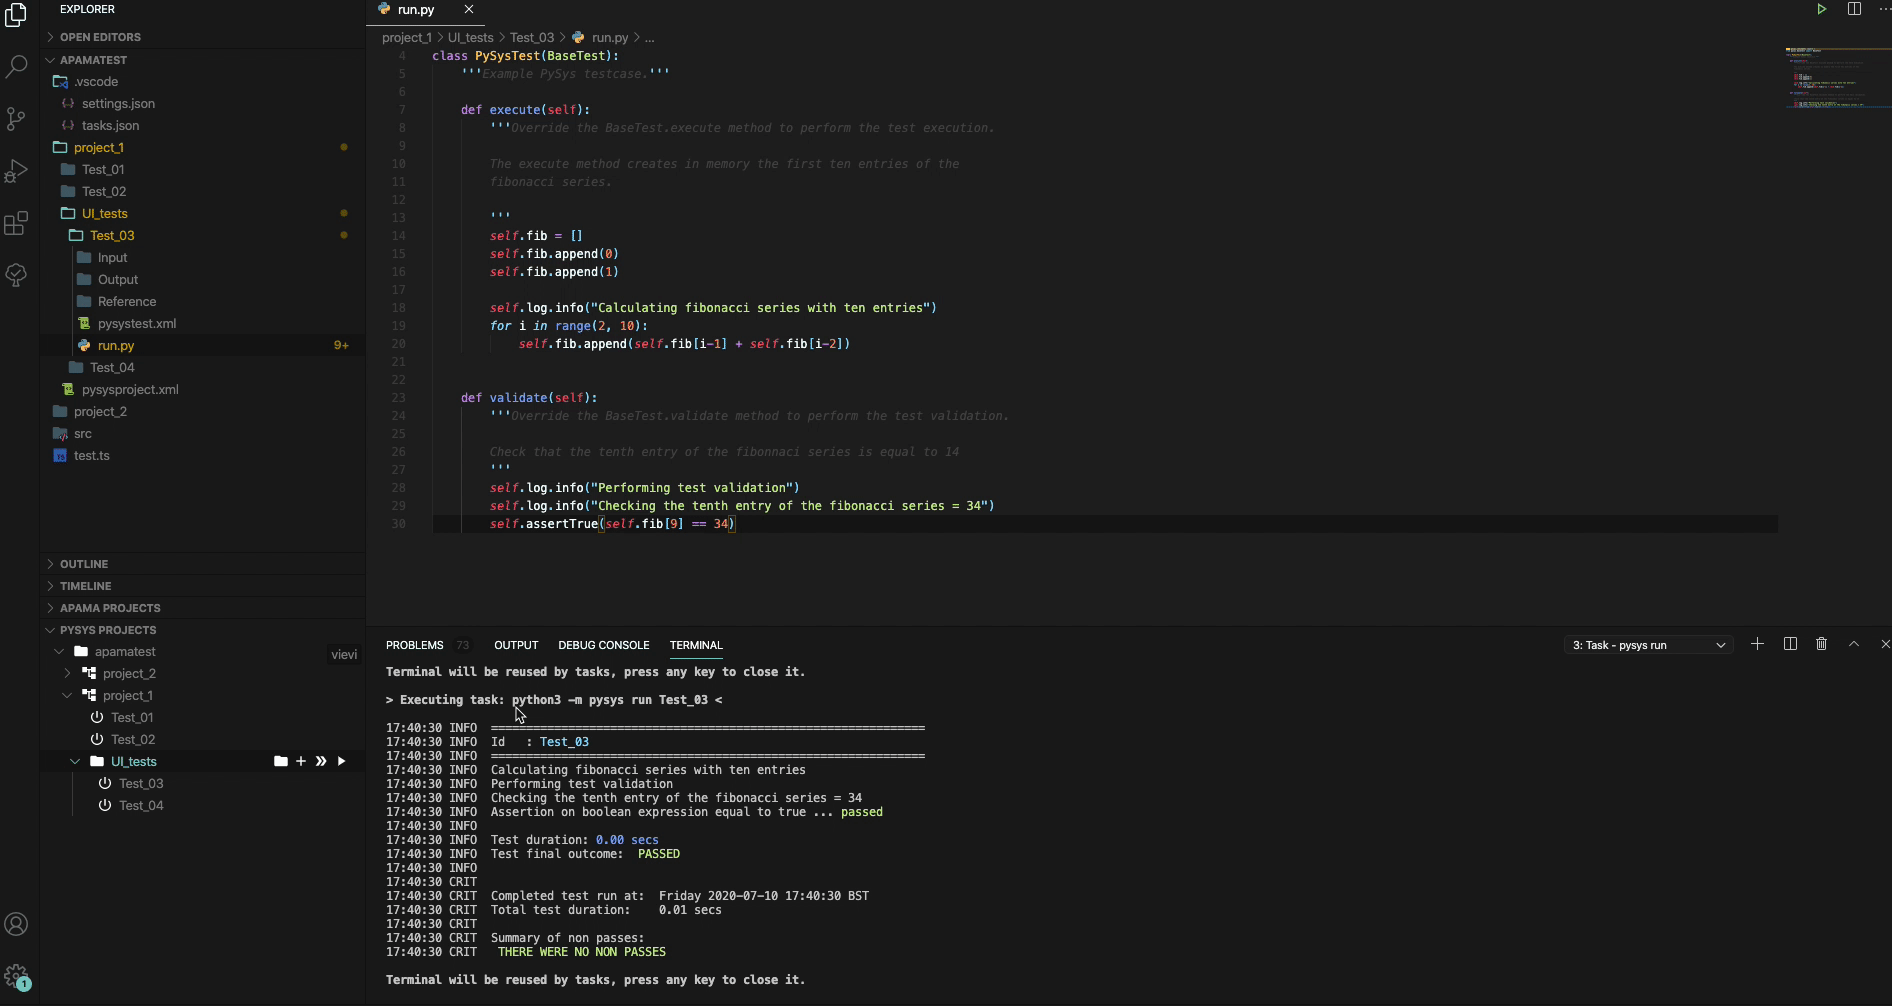 EXPLORER
OPEN EDITORS
APAMATEST
.vscode
{··} settings.json
{··} tasks.json
project_1
Test_01
Test_02
UI_tests
Test_03
Input
Output
Reference
pysystest.xml
run.py 9+
Test_04
pysysproject.xml
project_2
src
TS test.ts
OUTLINE
TIMELINE
APAMA PROJECTS
PYSYS PROJECTS
apamatest
vievi
project_2
project_1
Test_01
Test_02
UI_tests
Test_03
Test_04
1
run.py
project_1 > UI_tests > Test_03 > run.py > ...
4 class PySysTest(BaseTest):
5 '''Example PySys testcase.'''
6
7 def execute(self):
8 '''Override the BaseTest.execute method to perform the test execution.
9
10 The execute method creates in memory the first ten entries of the
11 fibonacci series.
12
13 '''
14 self.fib = []
15 self.fib.append(0)
16 self.fib.append(1)
17
18 self.log.info("Calculating fibonacci series with ten entries")
19 for i in range(2, 10):
20 self.fib.append(self.fib[i-1] + self.fib[i-2])
21
22
23 def validate(self):
24 '''Override the BaseTest.validate method to perform the test validation.
25
26 Check that the tenth entry of the fibonnaci series is equal to 14
27 '''
28 self.log.info("Performing test validation")
29 self.log.info("Checking the tenth entry of the fibonacci series = 34")
30 self.assertTrue(self.fib[9] == 34)
PROBLEMS 73 OUTPUT DEBUG CONSOLE TERMINAL 3: Task - pysys run
Terminal will be reused by tasks, press any key to close it.
> Executing task: python3 -m pysys run Test_03 <
17:40:30 INFO ==============================================================
17:40:30 INFO Id : Test_03
17:40:30 INFO ==============================================================
17:40:30 INFO Calculating fibonacci series with ten entries
17:40:30 INFO Performing test validation
17:40:30 INFO Checking the tenth entry of the fibonacci series = 34
17:40:30 INFO Assertion on boolean expression equal to true ... passed
17:40:30 INFO
17:40:30 INFO Test duration: 0.00 secs
17:40:30 INFO Test final outcome: PASSED
17:40:30 INFO
17:40:30 CRIT
17:40:30 CRIT Completed test run at: Friday 2020-07-10 17:40:30 BST
17:40:30 CRIT Total test duration: 0.01 secs
17:40:30 CRIT
17:40:30 CRIT Summary of non passes:
17:40:30 CRIT THERE WERE NO NON PASSES
Terminal will be reused by tasks, press any key to close it.